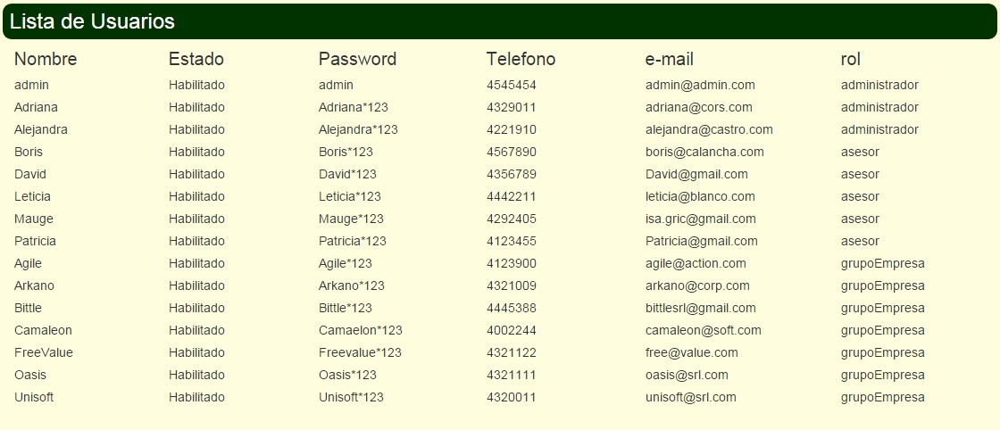 Lista de Usuarios
Nombre Estado Password Telefono e-mail rol
admin Habilitado admin 4545454 admin@admin.com administrador
Adriana Habilitado Adriana*123 4329011 adriana@cors.com administrador
Alejandra Habilitado Alejandra*123 4221910 alejandra@castro.com administrador
Boris Habilitado Boris*123 4567890 boris@calancha.com asesor
David Habilitado David*123 4356789 David@gmail.com asesor
Leticia Habilitado Leticia*123 4442211 leticia@blanco.com asesor
Mauge Habilitado Mauge*123 4292405 isa.gric@gmail.com asesor
Patricia Habilitado Patricia*123 4123455 Patricia@gmail.com asesor
Agile Habilitado Agile*123 4123900 agile@action.com grupoEmpresa
Arkano Habilitado Arkano*123 4321009 arkano@corp.com grupoEmpresa
Bittle Habilitado Bittle*123 4445388 bittlesrl@gmail.com grupoEmpresa
Camaleon Habilitado Camaelon*123 4002244 camaleon@soft.com grupoEmpresa
FreeValue Habilitado Freevalue*123 4321122 free@value.com grupoEmpresa
Oasis Habilitado Oasis*123 4321111 oasis@srl.com grupoEmpresa
Unisoft Habilitado Unisoft*123 4320011 unisoft@srl.com grupoEmpresa